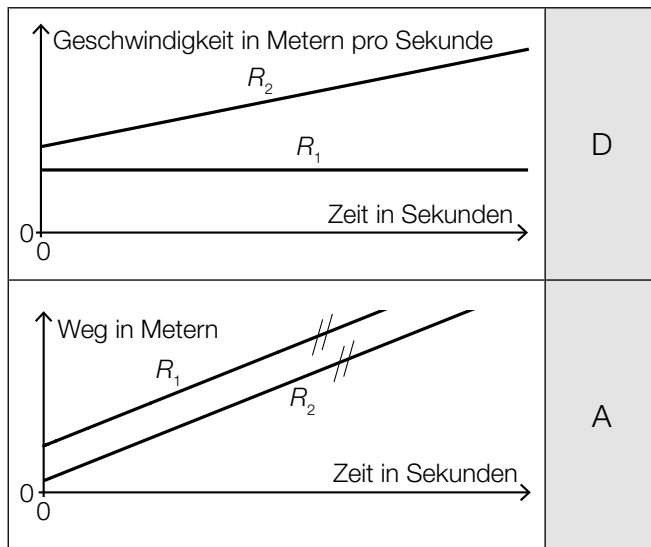 Geschwindigkeit in Metern pro Sekunde
R₂
R₁
D
Zeit in Sekunden
0
0
Weg in Metern
R₁
R₂
A
Zeit in Sekunden
0
0